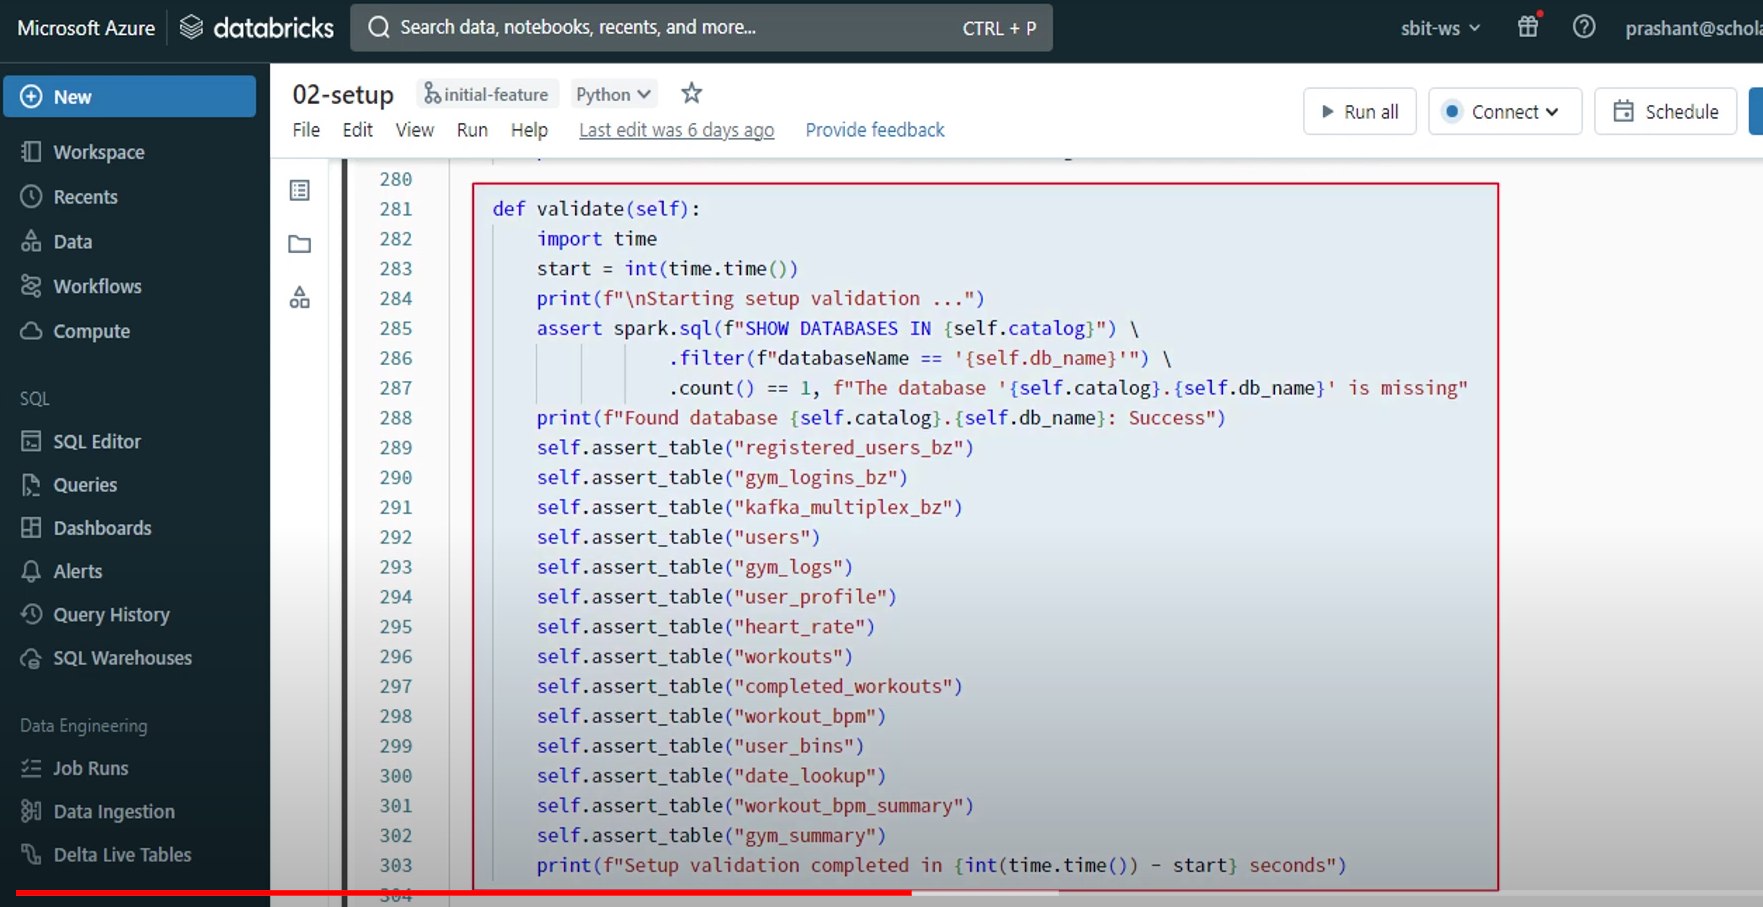 Microsoft Azure databricks Search data, notebooks, recents, and more... CTRL + P sbit-ws prashant@schola
New
Workspace
Recents
Data
Workflows
Compute
SQL
SQL Editor
Queries
Dashboards
Alerts
Query History
SQL Warehouses
Data Engineering
Job Runs
Data Ingestion
Delta Live Tables
02-setup initial-feature Python
File Edit View Run Help Last edit was 6 days ago Provide feedback
Run all Connect Schedule
280
281 def validate(self):
282 import time
283 start = int(time.time())
284 print(f"\nStarting setup validation ...")
285 assert spark.sql(f"SHOW DATABASES IN {self.catalog}") \
286 .filter(f"databaseName == '{self.db_name}'") \
287 .count() == 1, f"The database '{self.catalog}.{self.db_name}' is missing"
288 print(f"Found database {self.catalog}.{self.db_name}: Success")
289 self.assert_table("registered_users_bz")
290 self.assert_table("gym_logins_bz")
291 self.assert_table("kafka_multiplex_bz")
292 self.assert_table("users")
293 self.assert_table("gym_logs")
294 self.assert_table("user_profile")
295 self.assert_table("heart_rate")
296 self.assert_table("workouts")
297 self.assert_table("completed_workouts")
298 self.assert_table("workout_bpm")
299 self.assert_table("user_bins")
300 self.assert_table("date_lookup")
301 self.assert_table("workout_bpm_summary")
302 self.assert_table("gym_summary")
303 print(f"Setup validation completed in {int(time.time()) - start} seconds")
304